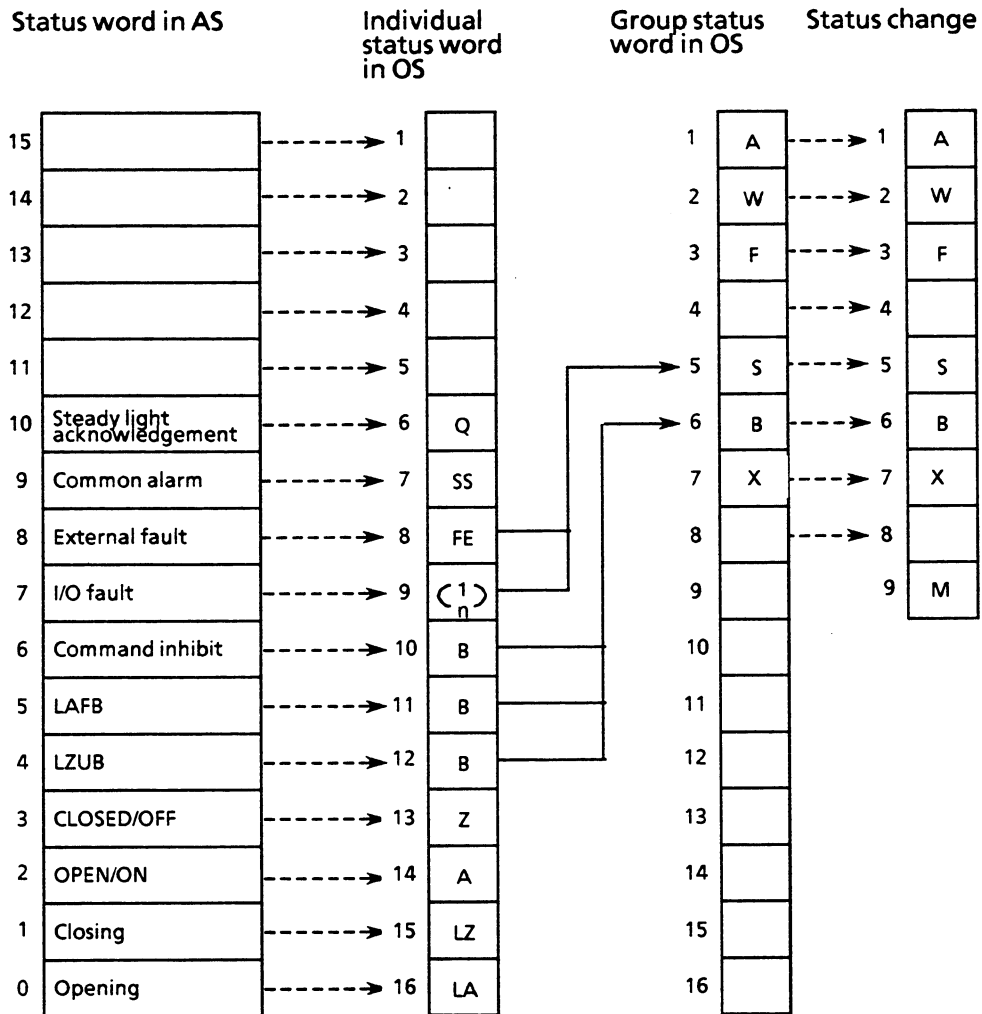 Status word in AS
Individual
status word
in OS
Group status
word in OS
Status change
15 1 1 A 1 A
14 2 2 W 2 W
13 3 3 F 3 F
12 4 4 4
11 5 5 S 5 S
10 Steady light
acknowledgement 6 Q 6 B 6 B
9 Common alarm 7 SS 7 X 7 X
8 External fault 8 FE 8 8
7 I/O fault 9 ( 1 ) 9 9 M
n
6 Command inhibit 10 B 10
5 LAFB 11 B 11
4 LZUB 12 B 12
3 CLOSED/OFF 13 Z 13
2 OPEN/ON 14 A 14
1 Closing 15 LZ 15
0 Opening 16 LA 16